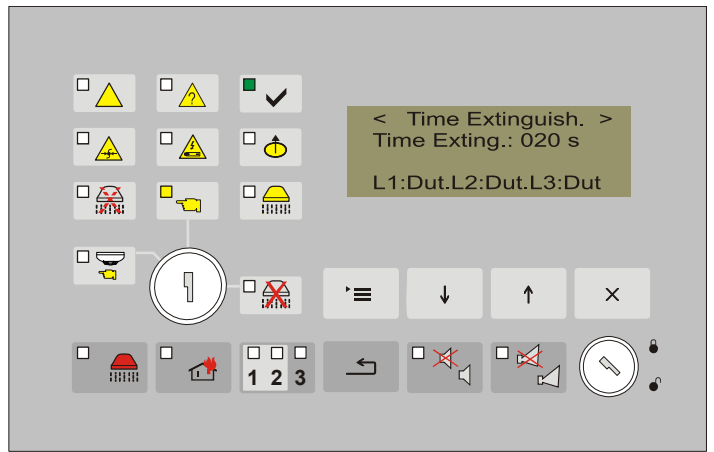 ?
< Time Extinguish. >
Time Exting.: 020 s
L1:Dut.L2:Dut.L3:Dut
1 2 3